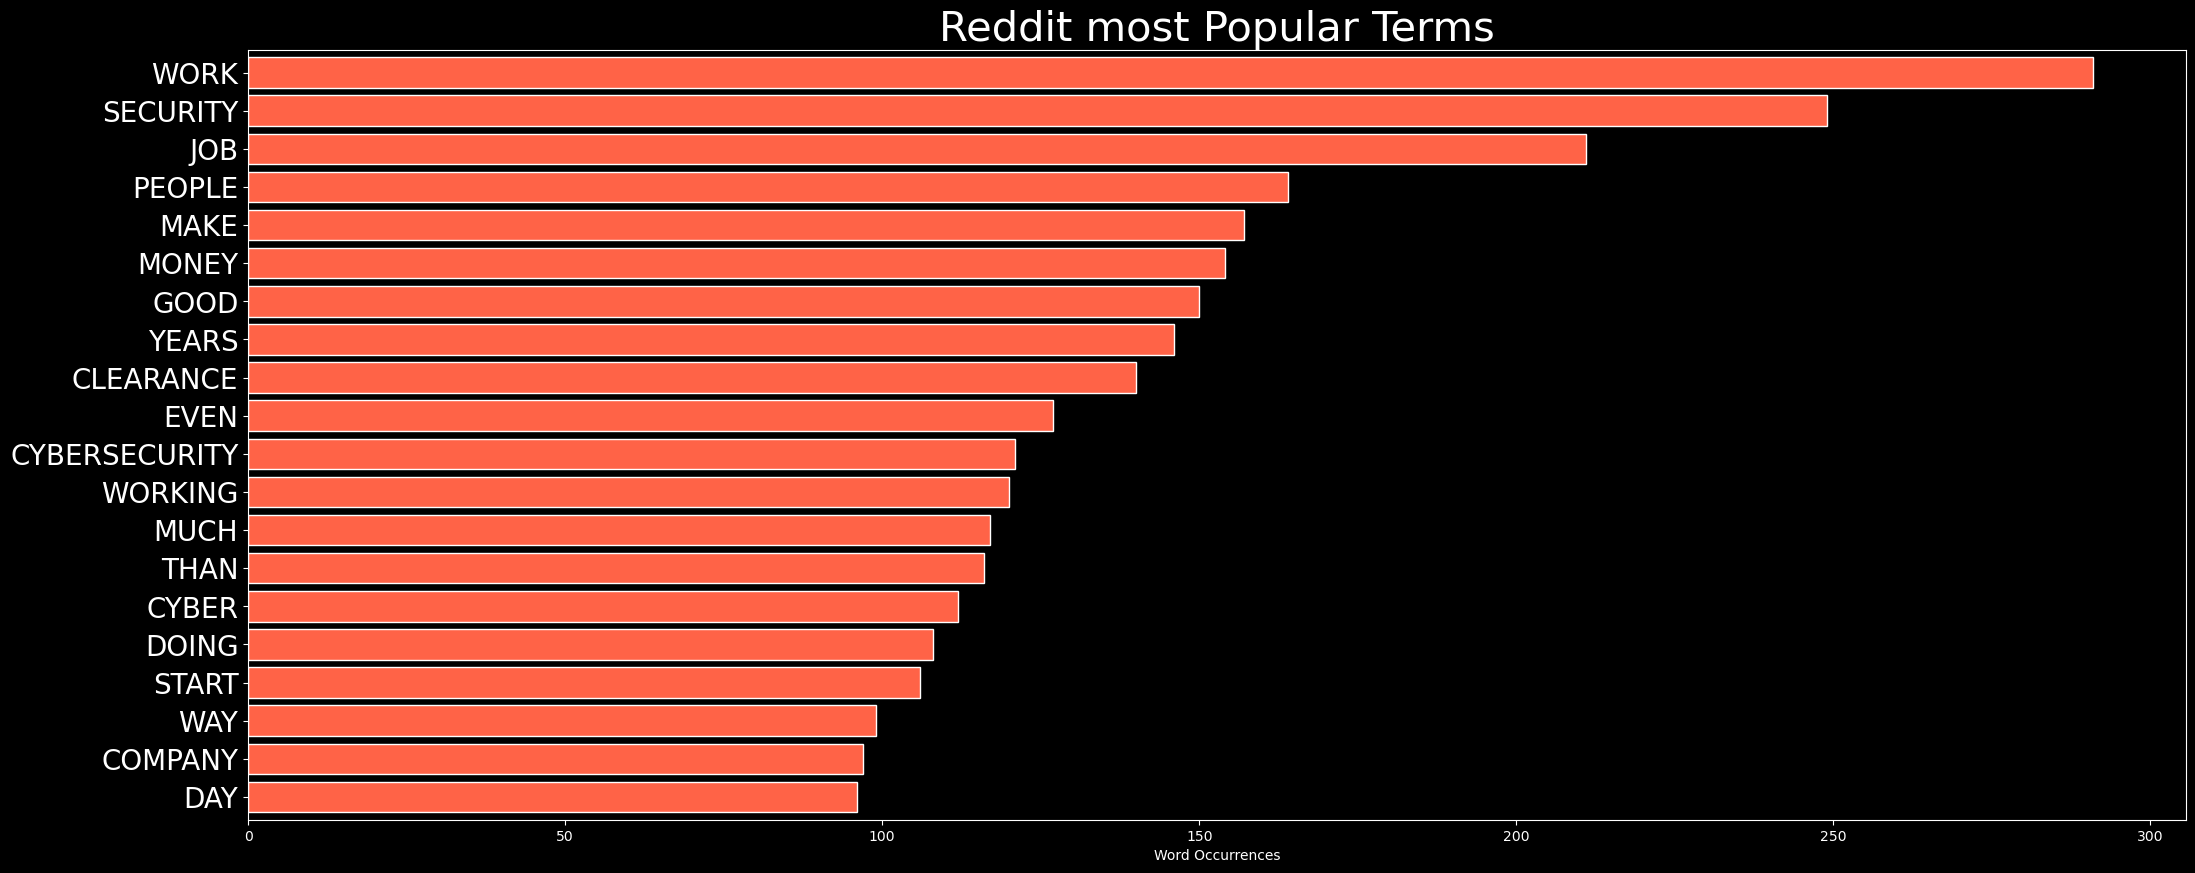 Reddit most Popular Terms
WORK
SECURITY
JOB
PEOPLE
MAKE
MONEY
GOOD
YEARS
CLEARANCE
EVEN
CYBERSECURITY
WORKING
MUCH
THAN
CYBER
DOING
START
WAY
COMPANY
DAY
0 50 100 150 200 250 300
Word Occurrences